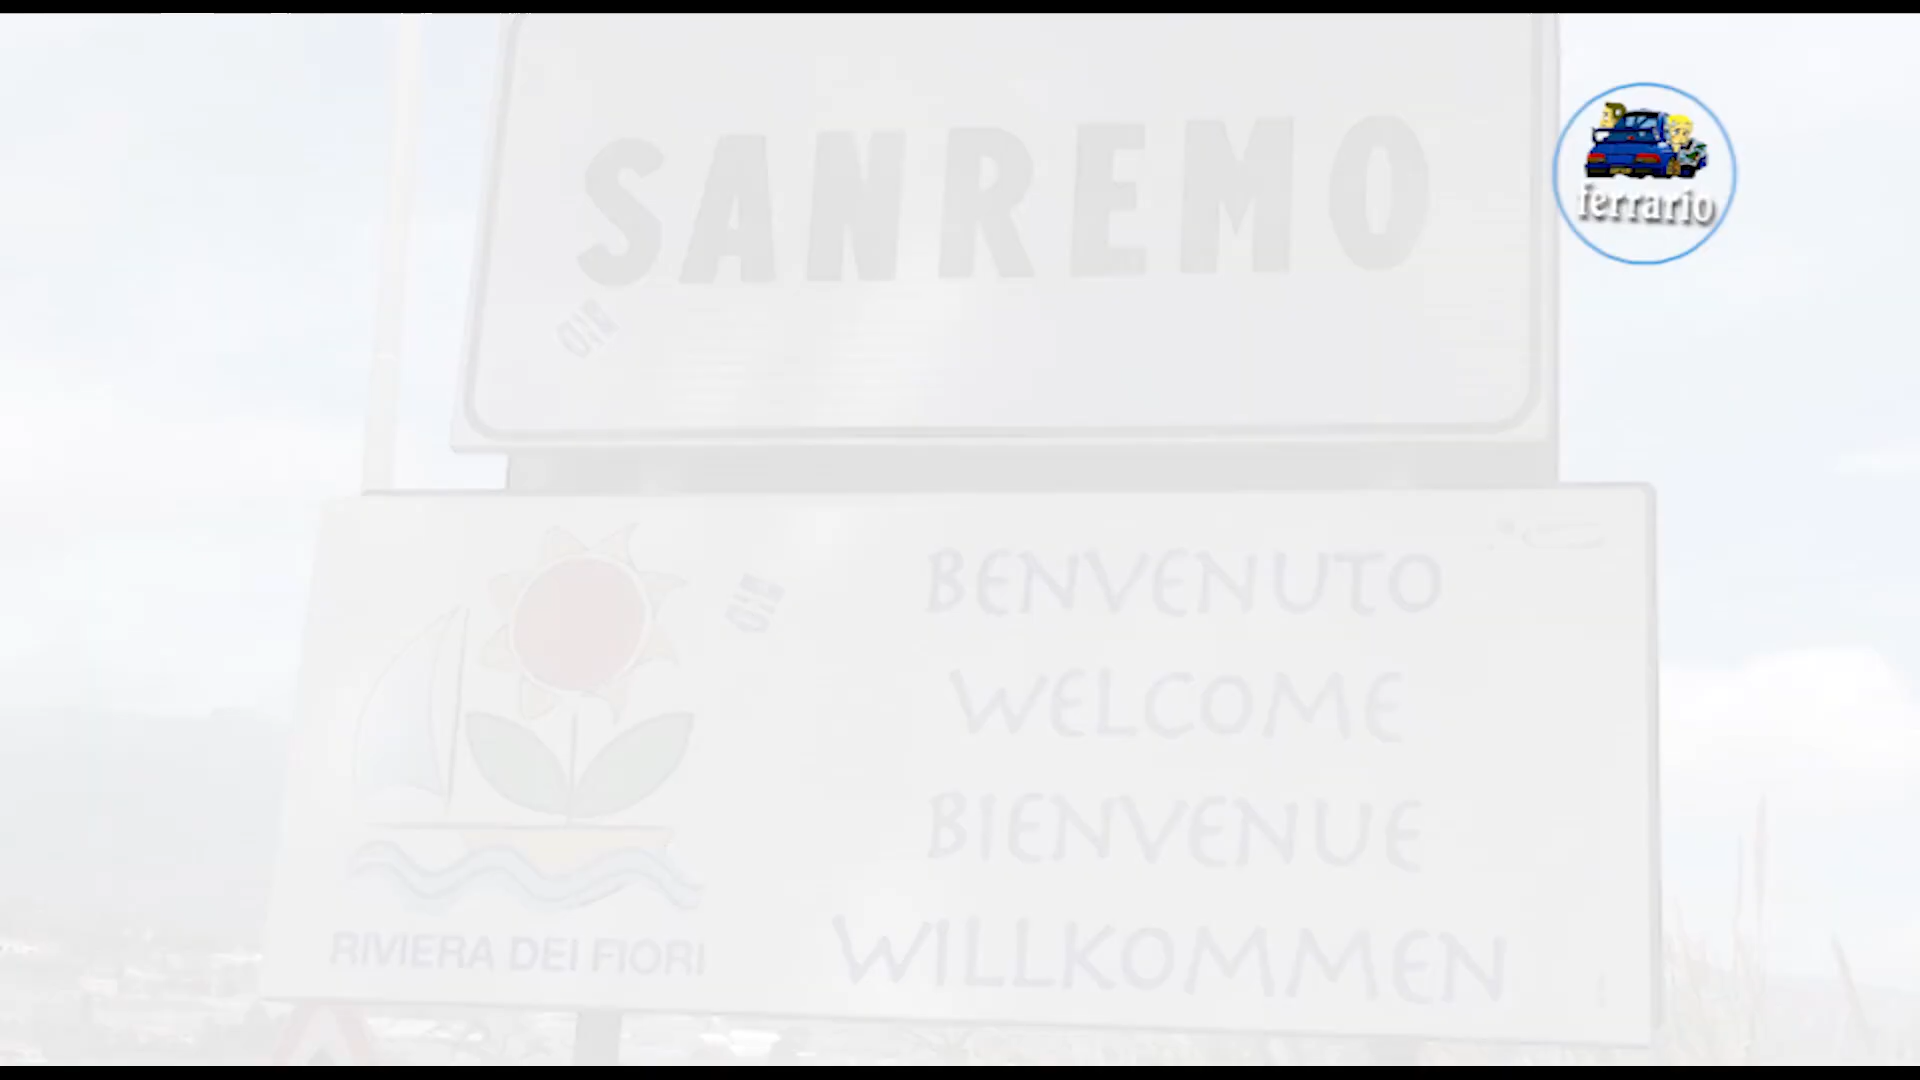 SANREMO
ferrario
BENVENUTO
WELCOME
BIENVENUE
WILLKOMMEN
RIVIERA DEI FIORI